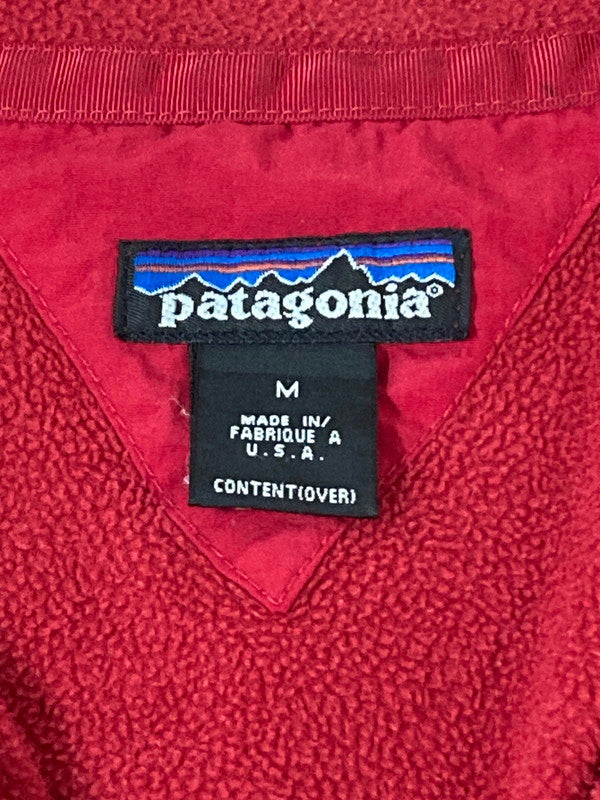 patagonia®
M
MADE IN/
FABRIQUE A
U.S.A.
CONTENT(OVER)